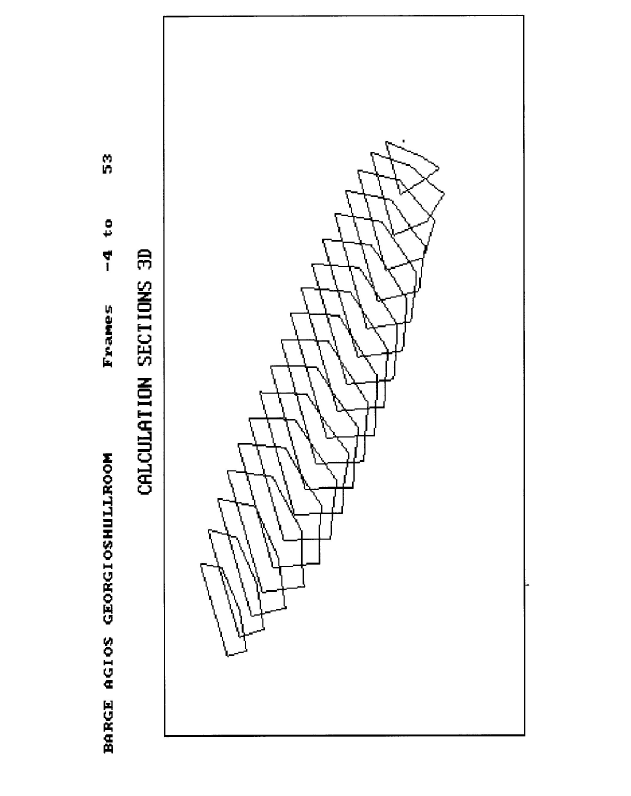 BARGE AGIOS GEORGIOSHULLROOM Frames -4 to 53
CALCULATION SECTIONS 3D